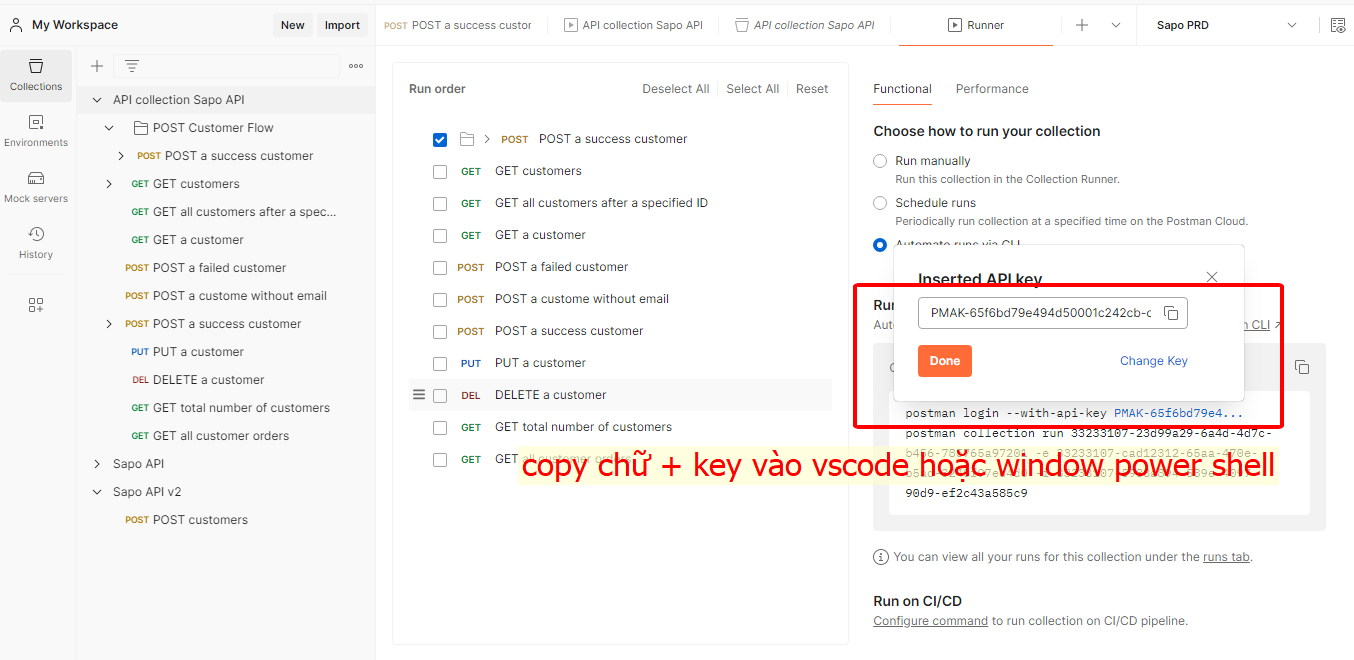 My Workspace
New
Import
POST POST a success custor
API collection Sapo API
API collection Sapo API
Runner
Sapo PRD
Collections
Environments
Mock servers
History
API collection Sapo API
POST Customer Flow
POST POST a success customer
GET GET customers
GET GET all customers after a spec...
GET GET a customer
POST POST a failed customer
POST POST a custome without email
POST POST a success customer
PUT PUT a customer
DEL DELETE a customer
GET GET total number of customers
GET GET all customer orders
Sapo API
Sapo API v2
POST POST customers
Run order
Deselect All
Select All
Reset
POST POST a success customer
GET GET customers
GET GET all customers after a specified ID
GET GET a customer
POST POST a failed customer
POST POST a custome without email
POST POST a success customer
PUT PUT a customer
DEL DELETE a customer
GET GET total number of customers
GET GET all customer orders
copy chữ + key vào vscode hoặc window power shell
Functional
Performance
Choose how to run your collection
Run manually
Run this collection in the Collection Runner.
Schedule runs
Periodically run collection at a specified time on the Postman Cloud.
Automate runs via CLI
Inserted API key
PMAK-65f6bd79e494d50001c242cb-c
Done
Change Key
CLI
postman login --with-api-key PMAK-65f6bd79e4...
postman collection run 33233107-23d99a29-6a4d-4d7c-
90d9-ef2c43a585c9
You can view all your runs for this collection under the runs tab.
Run on CI/CD
Configure command to run collection on CI/CD pipeline.